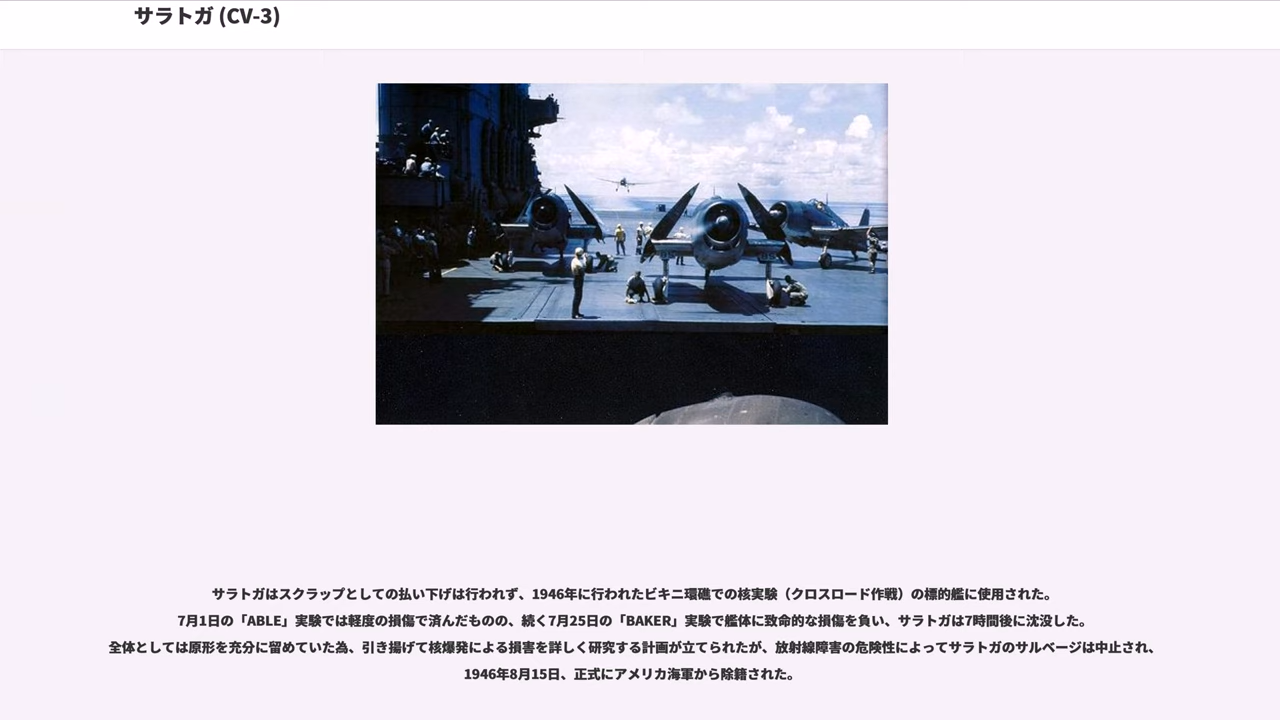 サラトガ (CV-3)
サラトガはスクラップとしての払い下げは行われず、1946年に行われたビキニ環礁での核実験（クロスロード作戦）の標的艦に使用された。
7月1日の「ABLE」実験では軽度の損傷で済んだものの、続く7月25日の「BAKER」実験で艦体に致命的な損傷を負い、サラトガは7時間後に沈没した。
全体としては原形を充分に留めていた為、引き揚げて核爆発による損害を詳しく研究する計画が立てられたが、放射線障害の危険性によってサラトガのサルベージは中止され、
1946年8月15日、正式にアメリカ海軍から除籍された。